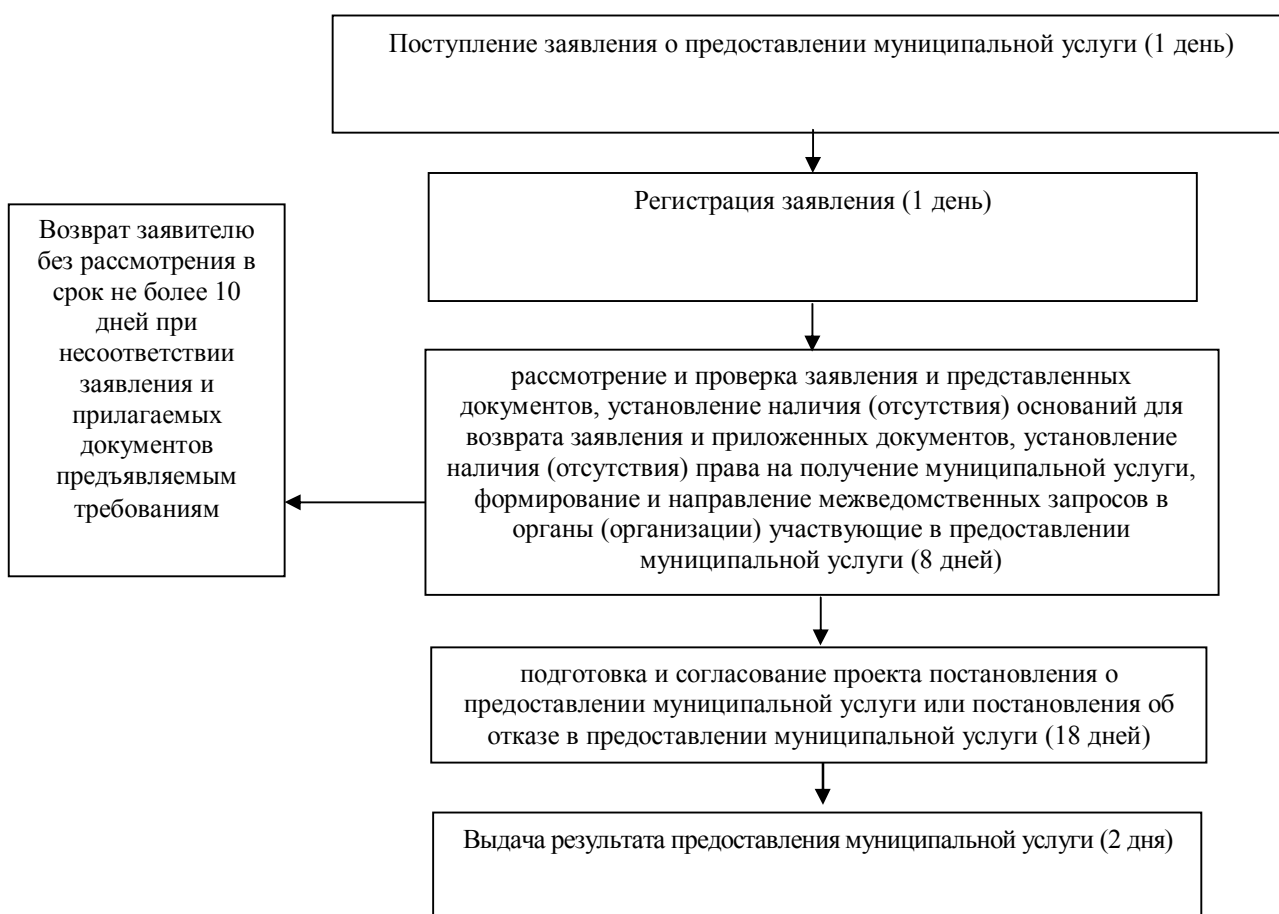 Поступление заявления о предоставлении муниципальной услуги (1 день)
Регистрация заявления (1 день)
Возврат заявителю
без рассмотрения в
срок не более 10
дней при
несоответствии
заявления и
прилагаемых
документов
предъявляемым
требованиям
рассмотрение и проверка заявления и представленных
документов, установление наличия (отсутствия) оснований для
возврата заявления и приложенных документов, установление
наличия (отсутствия) права на получение муниципальной услуги,
формирование и направление межведомственных запросов в
органы (организации) участвующие в предоставлении
муниципальной услуги (8 дней)
подготовка и согласование проекта постановления о
предоставлении муниципальной услуги или постановления об
отказе в предоставлении муниципальной услуги (18 дней)
Выдача результата предоставления муниципальной услуги (2 дня)